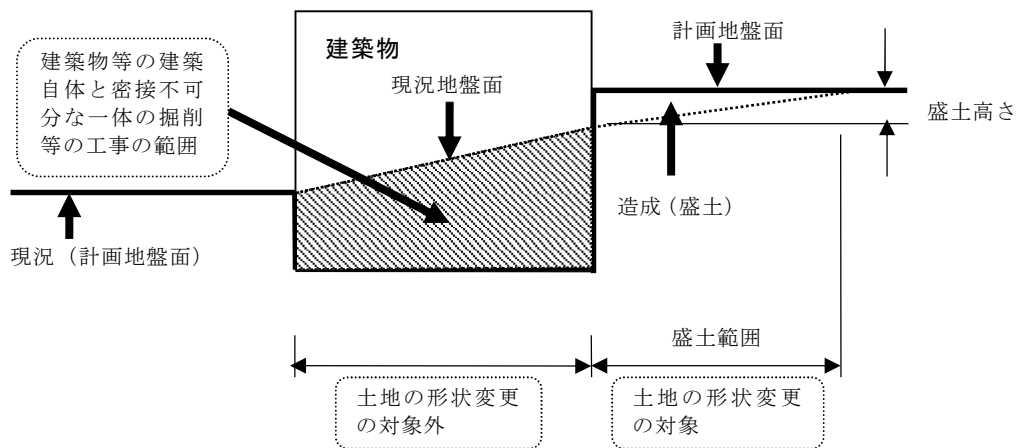 建築物等の建築
自体と密接不可
分な一体の掘削
等の工事の範囲
建築物
現況地盤面
計画地盤面
盛土高さ
造成（盛土）
現況（計画地盤面）
盛土範囲
土地の形状変更
の対象外
土地の形状変更
の対象